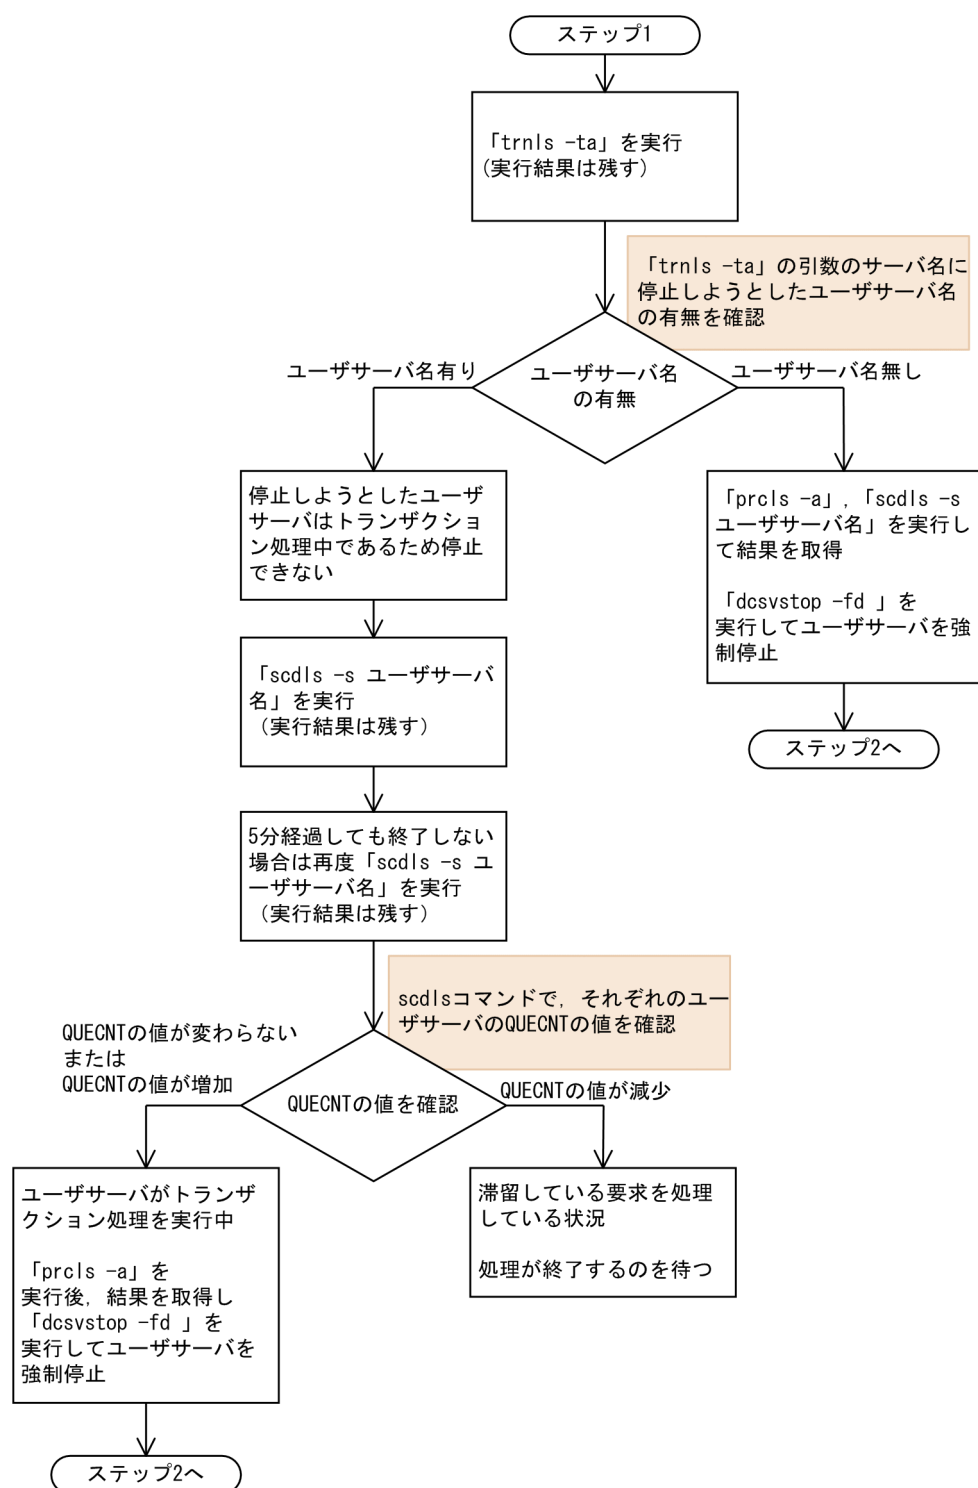 ステップ1
「trnls -ta」を実行
(実行結果は残す)
「trnls -ta」の引数のサーバ名に
停止しようとしたユーザサーバ名
の有無を確認
ユーザサーバ名有り
ユーザサーバ名
の有無
ユーザサーバ名無し
停止しようとしたユーザ
サーバはトランザクショ
ン処理中であるため停止
できない
「prcls -a」,「scdls -s
ユーザサーバ名」を実行し
て結果を取得
「dcsvstop -fd 」を
実行してユーザサーバを強
制停止
「scdls -s ユーザサーバ
名」を実行
(実行結果は残す)
ステップ2へ
5分経過しても終了しない
場合は再度「scdls -s ユ
ーザサーバ名」を実行
(実行結果は残す)
scdlsコマンドで, それぞれのユー
ザサーバのQUECNTの値を確認
QUECNTの値が変わらない
または
QUECNTの値が増加
QUECNTの値を確認
QUECNTの値が減少
ユーザサーバがトランザ
クション処理を実行中
「prcls -a」を
実行後, 結果を取得し
「dcsvstop -fd 」を
実行してユーザサーバを
強制停止
滞留している要求を処理
している状況
処理が終了するのを待つ
ステップ2へ